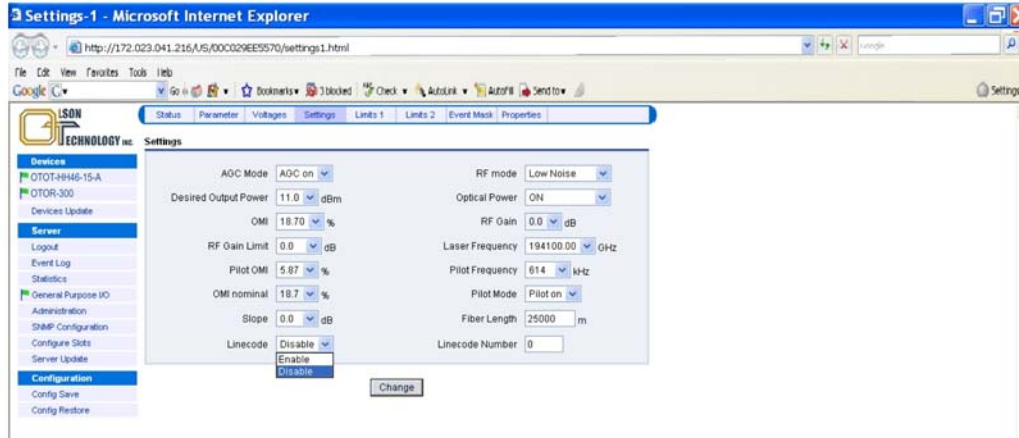 Settings-1 - Microsoft Internet Explorer
http://172.023.041.216/US/00C029EE5570/settings1.html
Google
File Edit View Favorites Tools Help
Google Go Bookmarks 3 blocked Check AutoLink AutoFill Send to Settings
OLSON TECHNOLOGY INC.
Status Parameter Voltages Settings Limits 1 Limits 2 Event Mask Properties
Settings
Devices
OTOT-HH46-15-A
OTOR-300
Devices Update
Server
Logout
Event Log
Statistics
General Purpose I/O
Administration
SNMP Configuration
Configure Slots
Server Update
Configuration
Config Save
Config Restore
AGC Mode AGC on RF mode Low Noise
Desired Output Power 11.0 dBm Optical Power ON
OMI 18.70 % RF Gain 0.0 dB
RF Gain Limit 0.0 dB Laser Frequency 194100.00 GHz
Pilot OMI 5.87 % Pilot Frequency 614 kHz
OMI nominal 18.7 % Pilot Mode Pilot on
Slope 0.0 dB Fiber Length 25000 m
Linecode Disable Linecode Number 0
Enable
Disable
Change